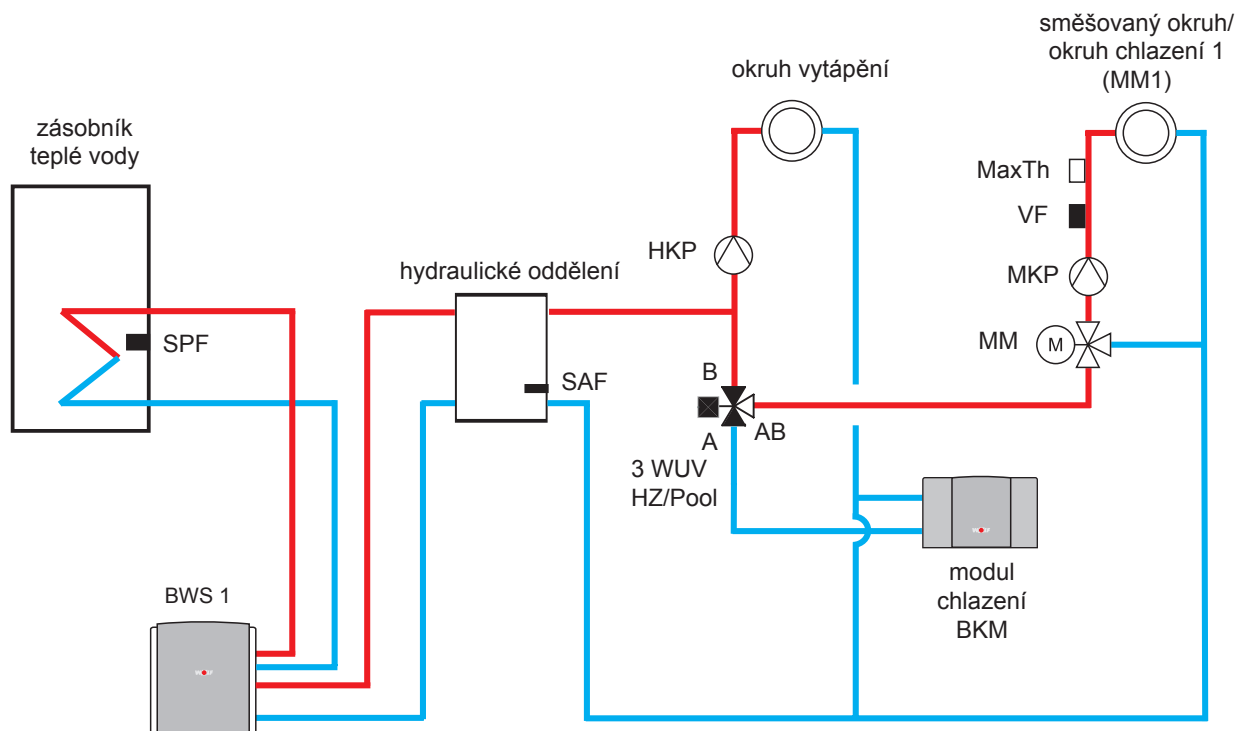 směšovaný okruh/
okruh chlazení 1
(MM1)
okruh vytápění
zásobník
teplé vody
MaxTh
VF
HKP
hydraulické oddělení
MKP
SPF
MM
M
SAF
B
A
AB
3 WUV
HZ/Pool
modul
chlazení
BKM
BWS 1